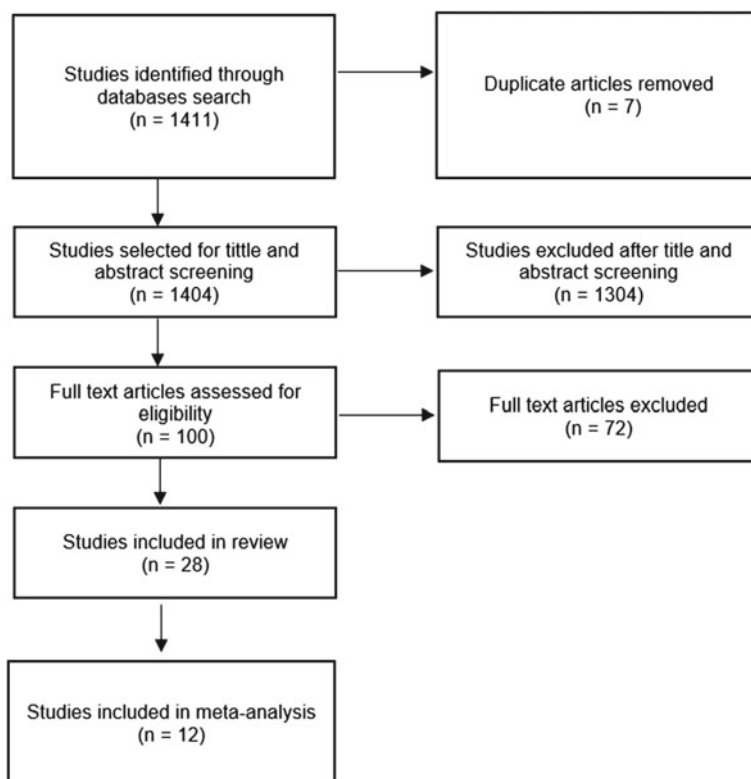 Studies identified through
databases search
(n = 1411)
Duplicate articles removed
(n = 7)
Studies selected for tittle and
abstract screening
(n = 1404)
Studies excluded after title and
abstract screening
(n = 1304)
Full text articles assessed for
eligibility
(n = 100)
Full text articles excluded
(n = 72)
Studies included in review
(n = 28)
Studies included in meta-analysis
(n = 12)